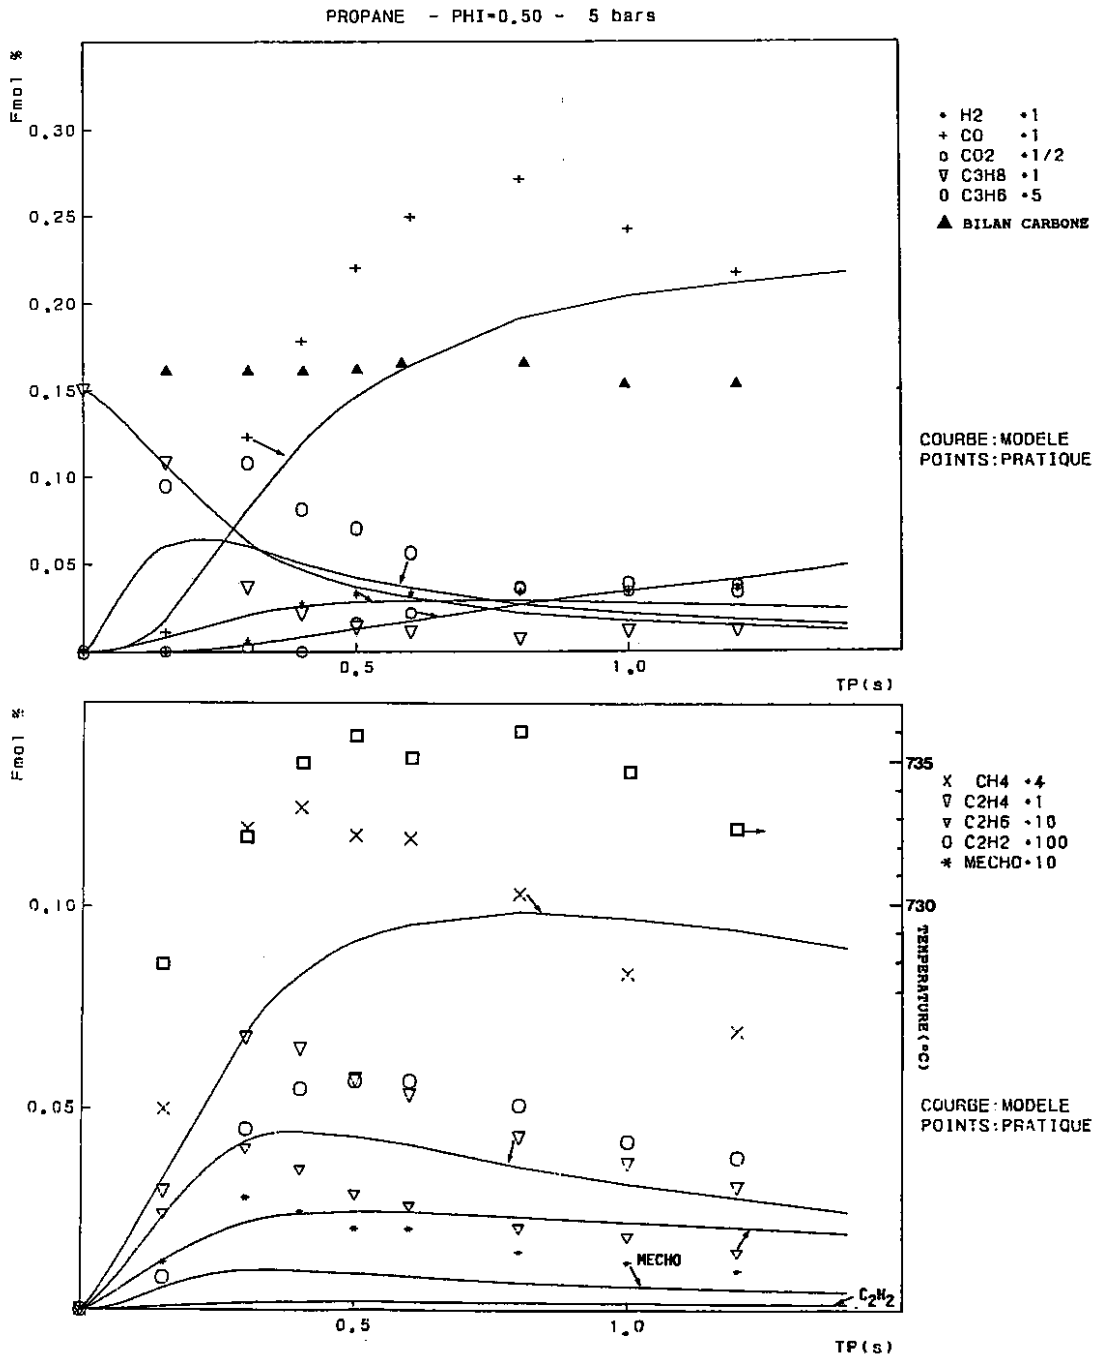 PROPANE - PHI=0.50 - 5 bars
Fmol %
0.30
0.25
0.20
0.15
0.10
0.05
0.5
1.0
TP(s)
H2 *1
+ CO *1
CO2 *1/2
∇ C3H8 *1
O C3H6 *5
▲ BILAN CARBONE
COURBE:MODELE
POINTS:PRATIQUE
Fmol %
0.10
0.05
0.5
1.0
TP(s)
735
730
TEMPERATURE(°C)
MECHO
C₂H₂
X CH4 *4
∇ C2H4 *1
∇ C2H6 *10
O C2H2 *100
* MECHO*10
COURBE:MODELE
POINTS:PRATIQUE